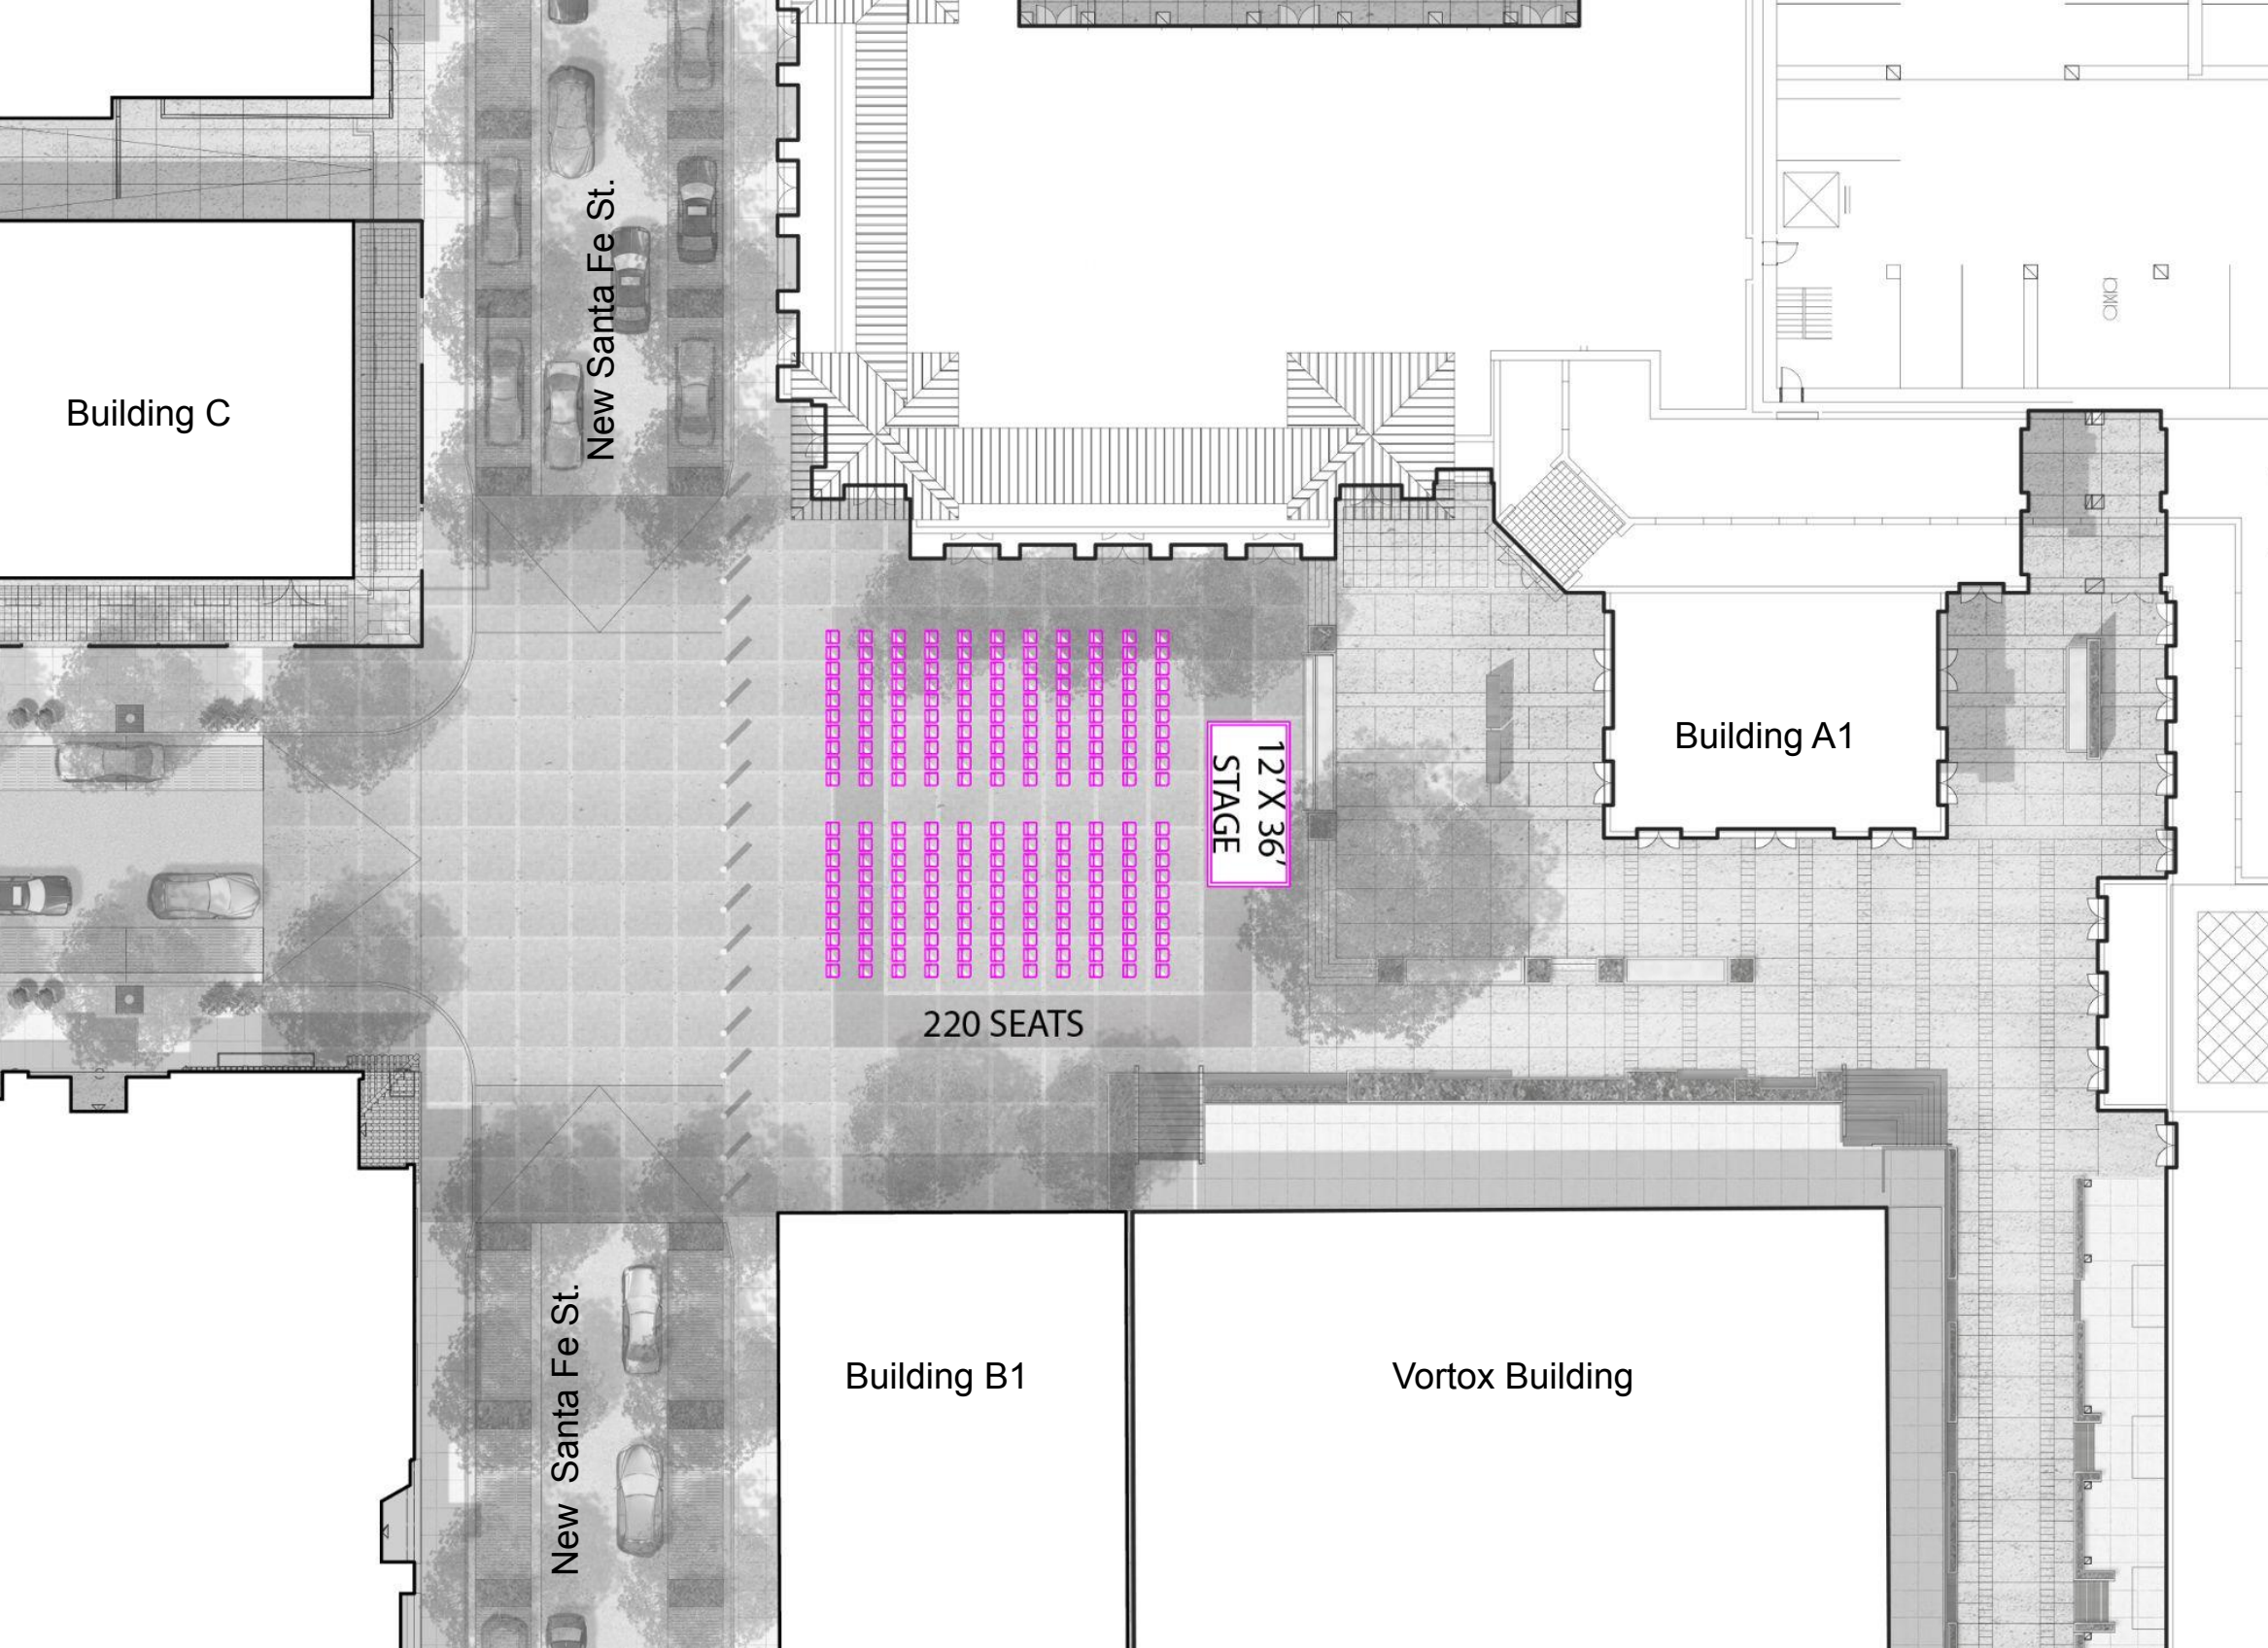 New Santa Fe St.
Building C
Building A1
12' X 36'
STAGE
220 SEATS
New Santa Fe St.
Building B1
Vortox Building